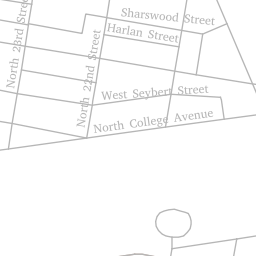 Sharswood Street
Harlan Street
North 23rd Street
North 22nd Street
West Seybert Street
North College Avenue